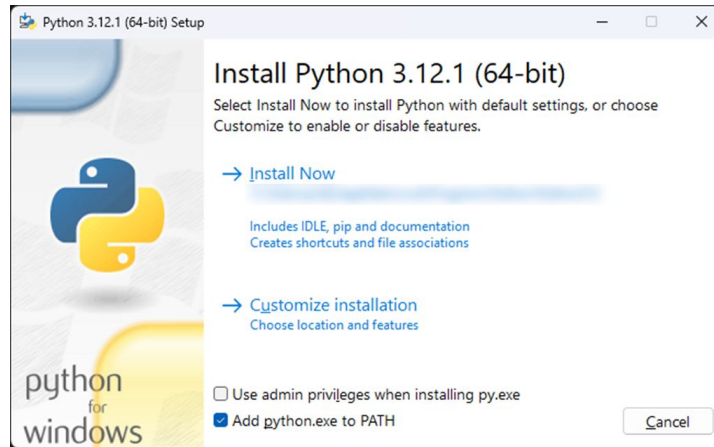 Python 3.12.1 (64-bit) Setup
Install Python 3.12.1 (64-bit)
Select Install Now to install Python with default settings, or choose
Customize to enable or disable features.
Install Now
Includes IDLE, pip and documentation
Creates shortcuts and file associations
Customize installation
Choose location and features
python
for
windows
Use admin privileges when installing py.exe
Add python.exe to PATH
Cancel